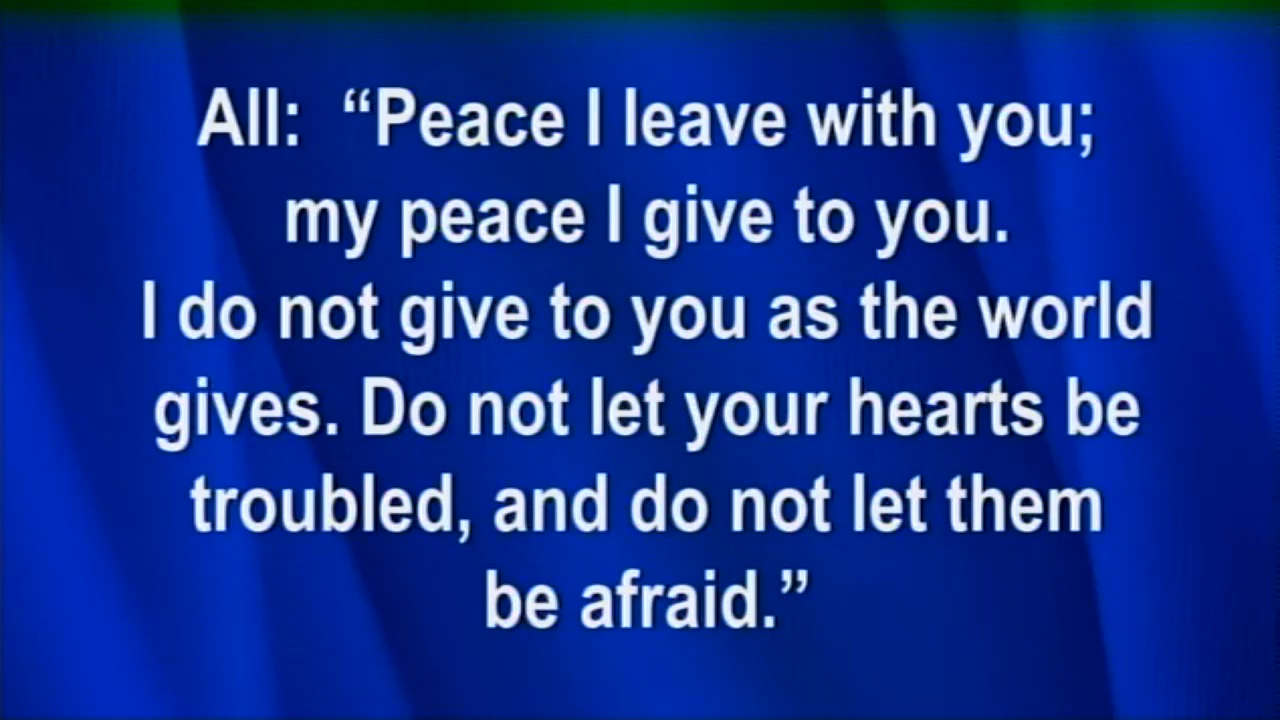 All:  “Peace I leave with you;
my peace I give to you.
I do not give to you as the world
gives. Do not let your hearts be
troubled, and do not let them
be afraid.”